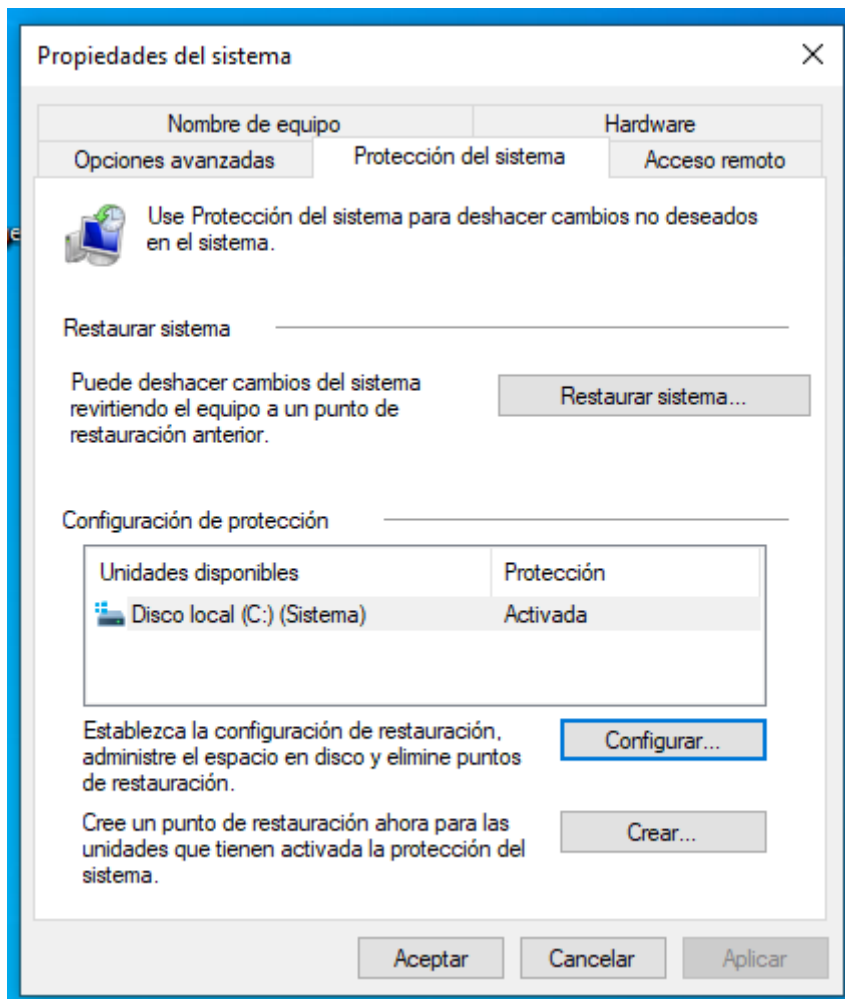 Propiedades del sistema
Nombre de equipo
Hardware
Opciones avanzadas
Protección del sistema
Acceso remoto
e
Use Protección del sistema para deshacer cambios no deseados
en el sistema.
Restaurar sistema
Puede deshacer cambios del sistema
revirtiendo el equipo a un punto de
restauración anterior.
Restaurar sistema...
Configuración de protección
Unidades disponibles
Protección
Disco local (C:) (Sistema)
Activada
Establezca la configuración de restauración,
administre el espacio en disco y elimine puntos
de restauración.
Configurar...
Cree un punto de restauración ahora para las
unidades que tienen activada la protección del
sistema.
Crear...
Aceptar
Cancelar
Aplicar